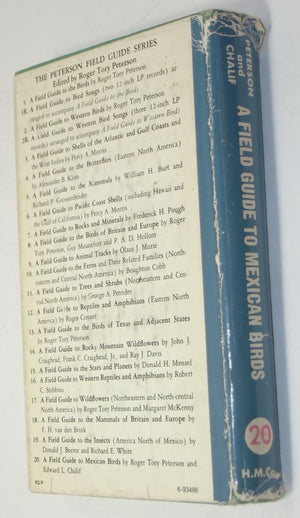 THE PETERSON FIELD GUIDE SERIES
Edited by Roger Tory Peterson
1. A Field Guide to the Birds by Roger Tory Peterson
1R. A Field Guide to Bird Songs (two 12-inch LP records) arranged to accompany A Field Guide to the Birds
2. A Field Guide to Western Birds by Roger Tory Peterson
2R. A Field Guide to Western Bird Songs (three 12-inch LP records) arranged to accompany A Field Guide to Western Birds
3. A Field Guide to Shells of the Atlantic and Gulf Coasts and the West Indies by Percy A. Morris
4. A Field Guide to the Butterflies (Eastern North America) by Alexander B. Klots
5. A Field Guide to the Mammals by William H. Burt and Richard P. Grossenheider
6. A Field Guide to Pacific Coast Shells (including Hawaii and the Gulf of California) by Percy A. Morris
7. A Field Guide to Rocks and Minerals by Frederick H. Pough
8. A Field Guide to the Birds of Britain and Europe by Roger Tory Peterson, Guy Mountfort and P. A. D. Hollom
9. A Field Guide to Animal Tracks by Olaus J. Murie
10. A Field Guide to the Ferns and Their Related Families (Northeastern and Central North America) by Boughton Cobb
11. A Field Guide to Trees and Shrubs (Northeastern and Central North America) by George A. Petrides
12. A Field Guide to Reptiles and Amphibians (Eastern North America) by Roger Conant
13. A Field Guide to the Birds of Texas and Adjacent States by Roger Tory Peterson
14. A Field Guide to Rocky Mountain Wildflowers by John J. Craighead, Frank C. Craighead, Jr., and Ray J. Davis
15. A Field Guide to the Stars and Planets by Donald H. Menzel
16. A Field Guide to Western Reptiles and Amphibians by Robert C. Stebbins
17. A Field Guide to Wildflowers (Northeastern and North-central North America) by Roger Tory Peterson and Margaret McKenny
18. A Field Guide to the Mammals of Britain and Europe by F. H. van den Brink
19. A Field Guide to the Insects (America North of Mexico) by Donald J. Borror and Richard E. White
20. A Field Guide to Mexican Birds by Roger Tory Peterson and Edward L. Chalif
6-93486
PETERSON
and
CHALIF
A FIELD GUIDE TO MEXICAN BIRDS
20
H.M.Co.